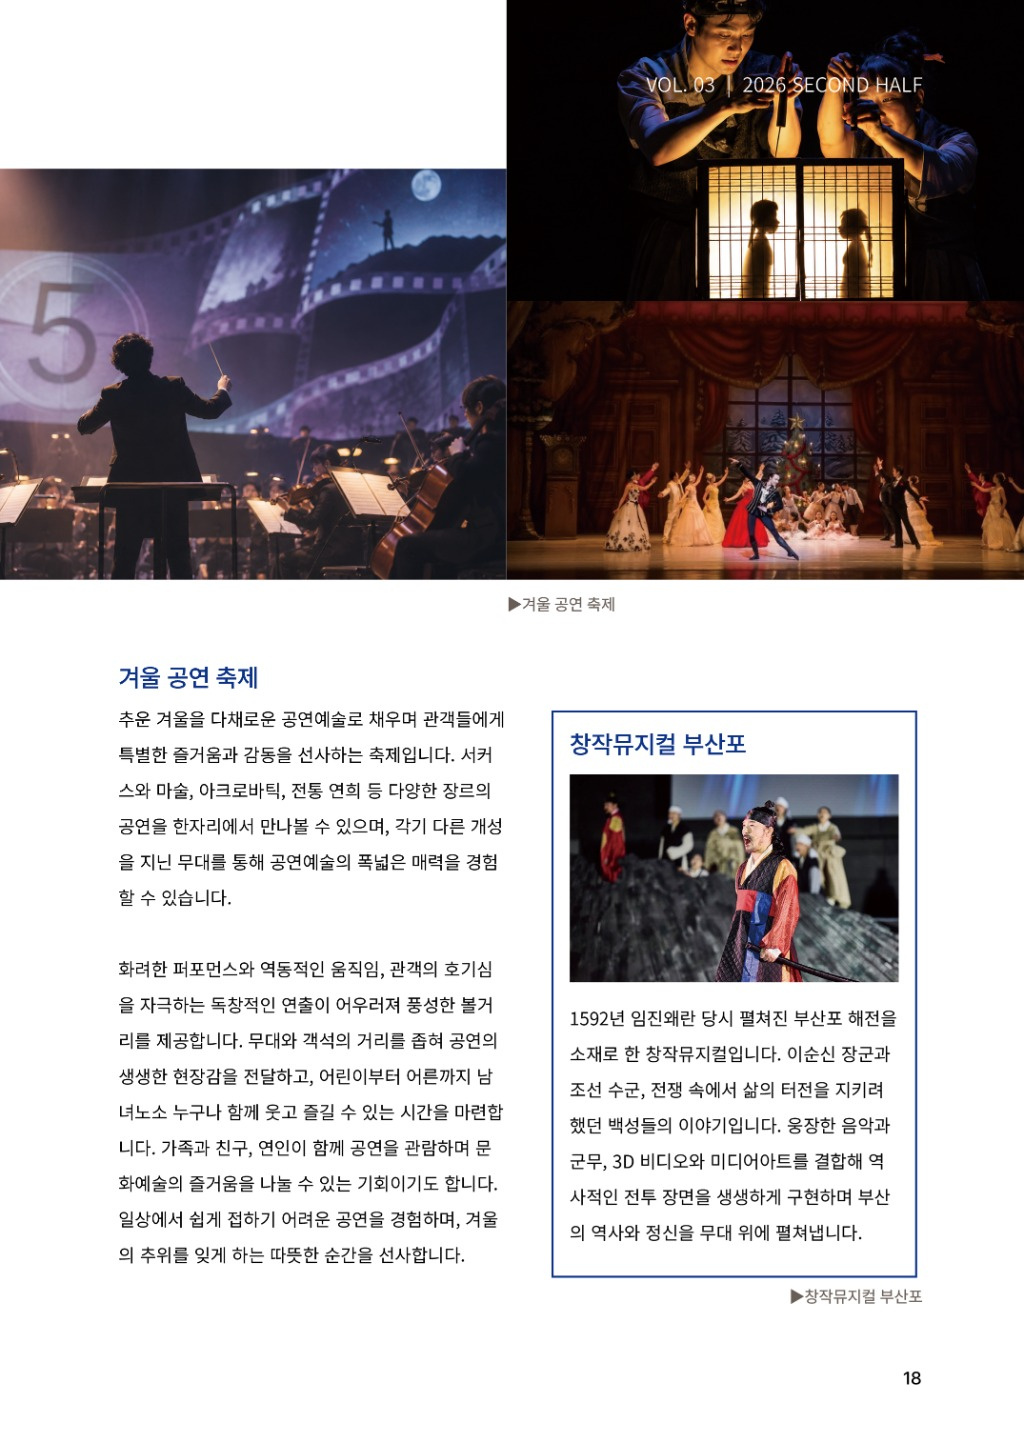 VOL. 03 | 2026 SECOND HALF
5
▶겨울 공연 축제
겨울 공연 축제
추운 겨울을 다채로운 공연예술로 채우며 관객들에게
특별한 즐거움과 감동을 선사하는 축제입니다. 서커
스와 마술, 아크로바틱, 전통 연희 등 다양한 장르의
공연을 한자리에서 만나볼 수 있으며, 각기 다른 개성
을 지닌 무대를 통해 공연예술의 폭넓은 매력을 경험
할 수 있습니다.
화려한 퍼포먼스와 역동적인 움직임, 관객의 호기심
을 자극하는 독창적인 연출이 어우러져 풍성한 볼거
리를 제공합니다. 무대와 객석의 거리를 좁혀 공연의
생생한 현장감을 전달하고, 어린이부터 어른까지 남
녀노소 누구나 함께 웃고 즐길 수 있는 시간을 마련합
니다. 가족과 친구, 연인이 함께 공연을 관람하며 문
화예술의 즐거움을 나눌 수 있는 기회이기도 합니다.
일상에서 쉽게 접하기 어려운 공연을 경험하며, 겨울
의 추위를 잊게 하는 따뜻한 순간을 선사합니다.
창작뮤지컬 부산포
1592년 임진왜란 당시 펼쳐진 부산포 해전을
소재로 한 창작뮤지컬입니다. 이순신 장군과
조선 수군, 전쟁 속에서 삶의 터전을 지키려
했던 백성들의 이야기입니다. 웅장한 음악과
군무, 3D 비디오와 미디어아트를 결합해 역
사적인 전투 장면을 생생하게 구현하며 부산
의 역사와 정신을 무대 위에 펼쳐냅니다.
▶창작뮤지컬 부산포
18